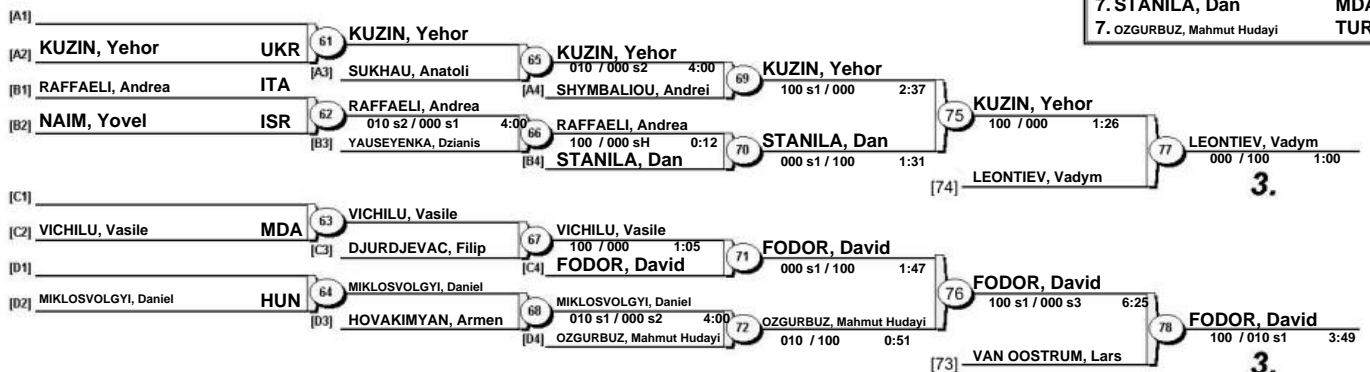 7. STANILA, Dan MDA
7. OZGURBUZ, Mahmut Hudayi TUR
[A1]
[A2] KUZIN, Yehor UKR
61
KUZIN, Yehor
[A3] SUKHAU, Anatoli
65
KUZIN, Yehor
010 / 000 s2 4:00
[A4] SHYMBALIOU, Andrei
69
KUZIN, Yehor
100 s1 / 000 2:37
[B1] RAFFAELI, Andrea ITA
[B2] NAIM, Yovel ISR
62
RAFFAELI, Andrea
010 s2 / 000 s1 4:00
[B3] YAUSEYENKA, Dzianis
66
RAFFAELI, Andrea
100 / 000 sH 0:12
[B4] STANILA, Dan
70
STANILA, Dan
000 s1 / 100 1:31
75
KUZIN, Yehor
100 / 000 1:26
[74] LEONTIEV, Vadym
77
LEONTIEV, Vadym
000 / 100 1:00
3.
[C1]
[C2] VICHILU, Vasile MDA
63
VICHILU, Vasile
[C3] DJURDJEVAC, Filip
67
VICHILU, Vasile
100 / 000 1:05
[C4] FODOR, David
71
FODOR, David
000 s1 / 100 1:47
[D1]
[D2] MIKLOSVOLGYI, Daniel HUN
64
MIKLOSVOLGYI, Daniel
[D3] HOVAKIMYAN, Armen
68
MIKLOSVOLGYI, Daniel
010 s1 / 000 s2 4:00
[D4] OZGURBUZ, Mahmut Hudayi
72
OZGURBUZ, Mahmut Hudayi
010 / 100 0:51
76
FODOR, David
100 s1 / 000 s3 6:25
[73] VAN OOSTRUM, Lars
78
FODOR, David
100 / 010 s1 3:49
3.